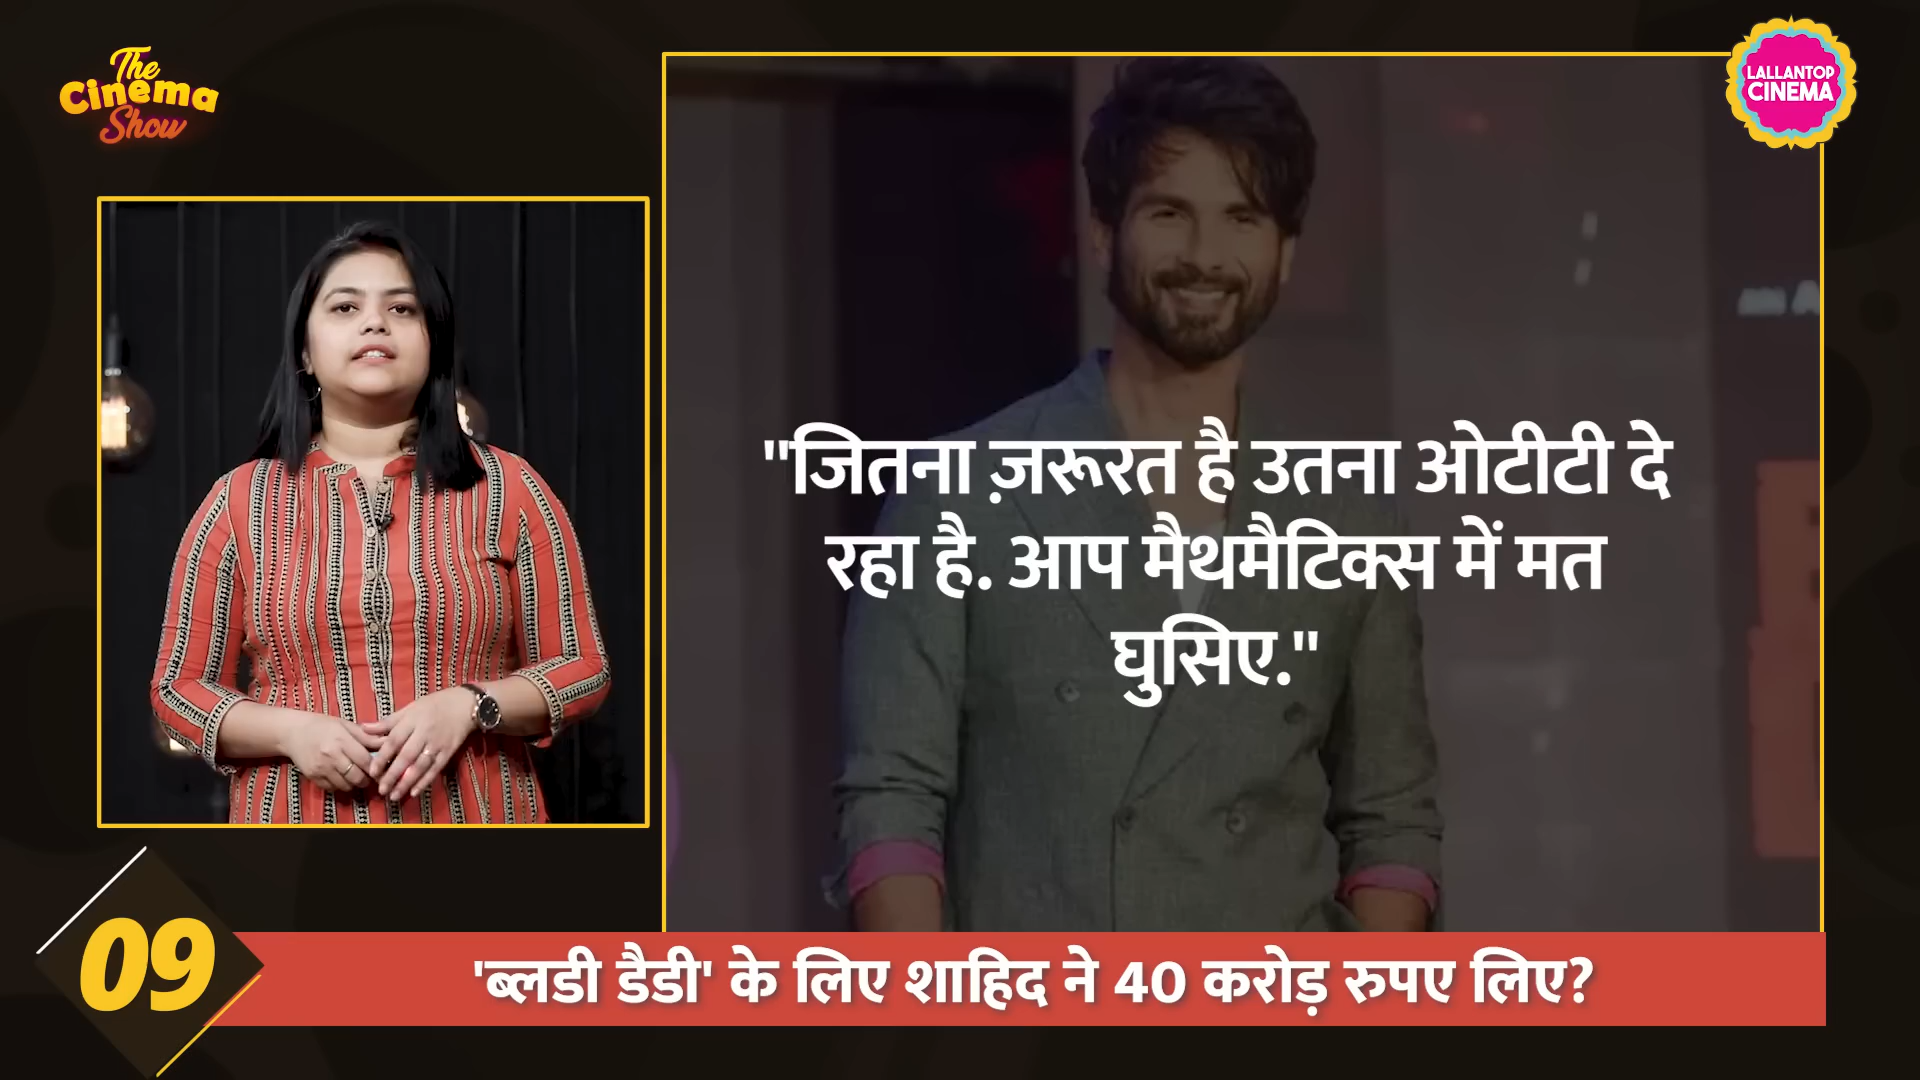 The
Cinema
Show
LALLANTOP
CINEMA
"जितना ज़रूरत है उतना ओटीटी दे
रहा है. आप मैथमैटिक्स में मत
घुसिए."
09
'ब्लडी डैडी' के लिए शाहिद ने 40 करोड़ रुपए लिए?